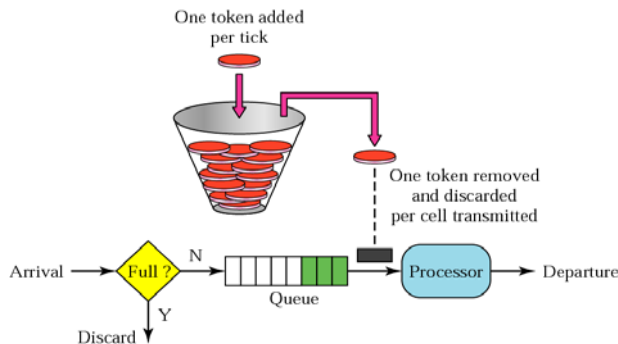 One token added
per tick
One token removed
and discarded
per cell transmitted
Arrival
Full ?
N
Processor
Departure
Queue
Y
Discard